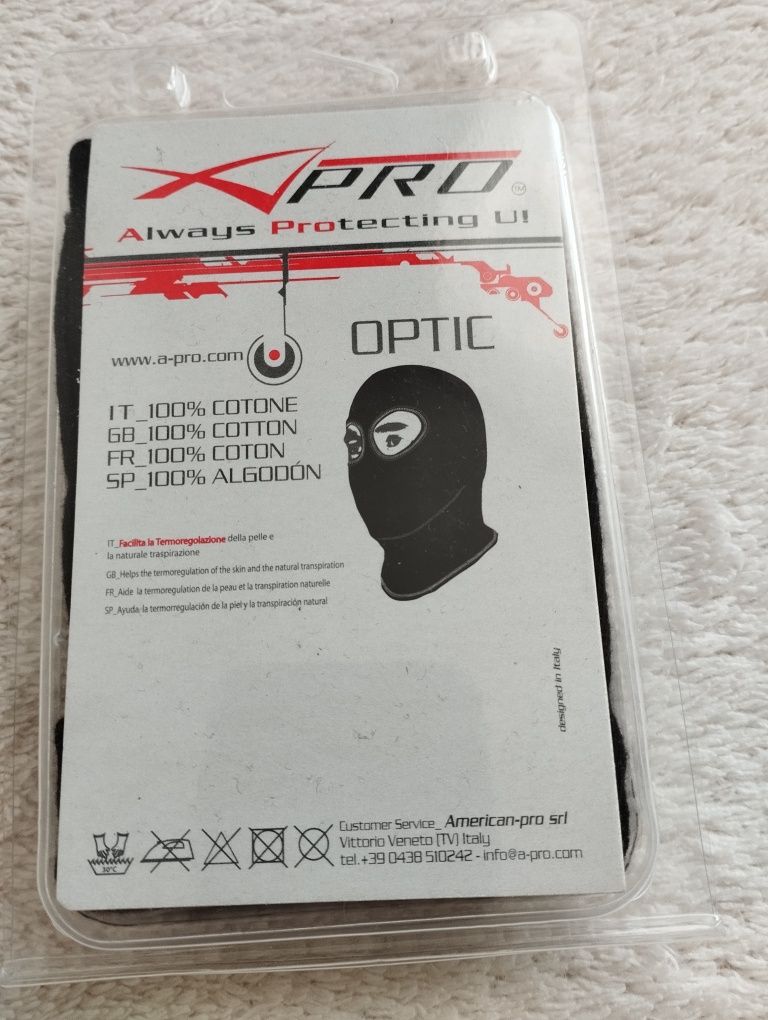 A-PRO TM
Always Protecting U!
OPTIC
www.a-pro.com
IT_100% COTONE
GB_100% COTTON
FR_100% COTON
SP_100% ALGODÓN
IT_Facilita la Termoregolazione della pelle e
la naturale traspirazione
GB_Helps the termoregulation of the skin and the natural transpiration
FR_Aide la termoregulation de la peau et la transpiration naturelle
SP_Ayuda la termorregulación de la piel y la transpiración natural
designed in Italy
30°C
Customer Service_ American-pro srl
Vittorio Veneto (TV) Italy
tel.+39 0438 510242 - info@a-pro.com